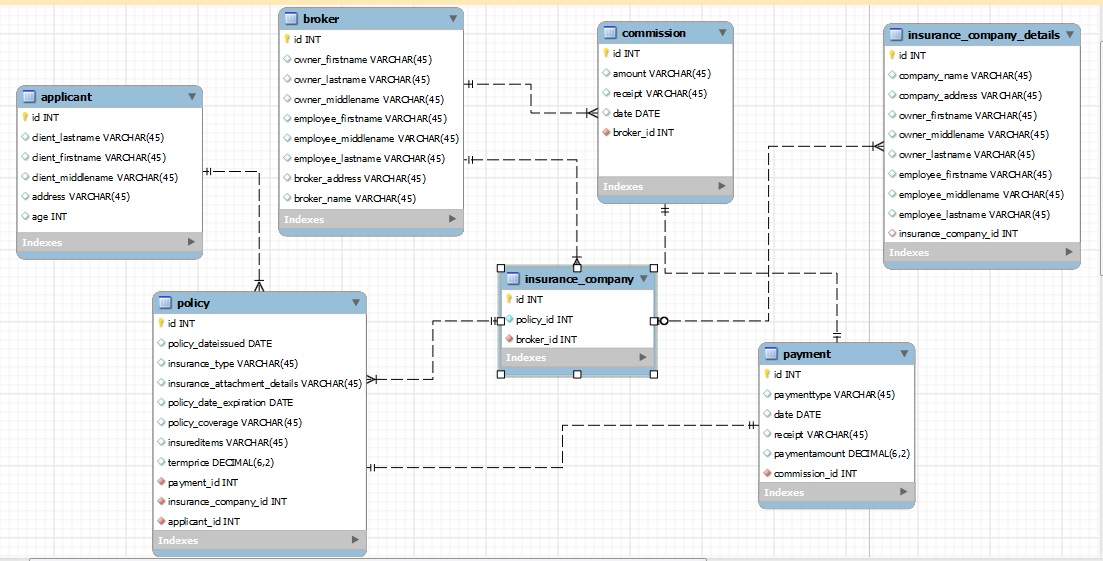 broker
id INT
owner_firstname VARCHAR(45)
owner_lastname VARCHAR(45)
owner_middlename VARCHAR(45)
employee_firstname VARCHAR(45)
employee_middlename VARCHAR(45)
employee_lastname VARCHAR(45)
broker_address VARCHAR(45)
broker_name VARCHAR(45)
Indexes
commission
id INT
amount VARCHAR(45)
receipt VARCHAR(45)
date DATE
broker_id INT
Indexes
insurance_company_details
id INT
company_name VARCHAR(45)
company_address VARCHAR(45)
owner_firstname VARCHAR(45)
owner_middlename VARCHAR(45)
owner_lastname VARCHAR(45)
employee_firstname VARCHAR(45)
employee_middlename VARCHAR(45)
employee_lastname VARCHAR(45)
insurance_company_id INT
Indexes
applicant
id INT
client_lastname VARCHAR(45)
client_firstname VARCHAR(45)
client_middlename VARCHAR(45)
address VARCHAR(45)
age INT
Indexes
insurance_company
id INT
policy_id INT
broker_id INT
Indexes
policy
id INT
policy_dateissued DATE
insurance_type VARCHAR(45)
insurance_attachment_details VARCHAR(45)
policy_date_expiration DATE
policy_coverage VARCHAR(45)
insureditems VARCHAR(45)
termprice DECIMAL(6,2)
payment_id INT
insurance_company_id INT
applicant_id INT
Indexes
payment
id INT
paymenttype VARCHAR(45)
date DATE
receipt VARCHAR(45)
paymentamount DECIMAL(6,2)
commission_id INT
Indexes